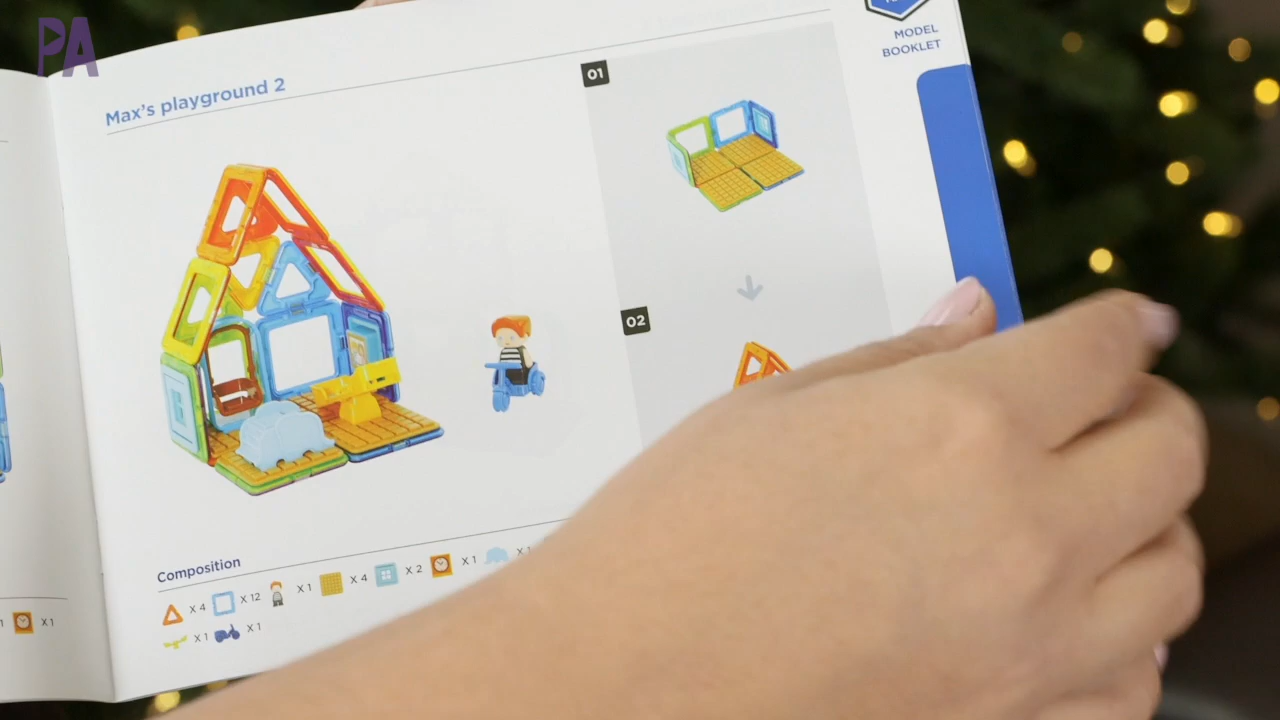 PA
MODEL
BOOKLET
Max's playground 2
01
02
Composition
X 4 X 12 X 1 X 4 X 2 X 1 X 1
X 1 X 1
1 X 1